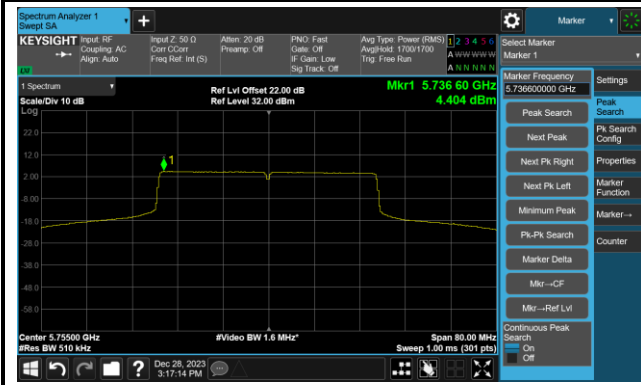 Spectrum Analyzer 1
Swept SA
Marker
KEYSIGHT Input: RF Input Z: 50 Ω Atten: 20 dB PNO: Fast Avg Type: Power (RMS) 1 2 3 4 5 6
Coupling: AC Corr CCorr Preamp: Off Gate: Off Avg|Hold: 1700/1700 A W W W W W
Align: Auto Freq Ref: Int (S) IF Gain: Low Trig: Free Run
Sig Track: Off A N N N N N
Select Marker
Marker 1
1 Spectrum Ref Lvl Offset 22.00 dB Mkr1 5.736 60 GHz
Scale/Div 10 dB Ref Level 32.00 dBm 4.404 dBm
Log
22.0
12.0
2.00
-8.00
-18.0
-28.0
-38.0
-48.0
-58.0
1
Center 5.75500 GHz #Video BW 1.6 MHz* Span 80.00 MHz
#Res BW 510 kHz Sweep 1.00 ms (301 pts)
Marker Frequency
5.736600000 GHz
Peak Search
Next Peak
Next Pk Right
Next Pk Left
Minimum Peak
Pk-Pk Search
Marker Delta
Mkr→CF
Mkr→Ref Lvl
Continuous Peak
Search
On
Off
Settings
Peak
Search
Pk Search
Config
Properties
Marker
Function
Marker→
Counter
Dec 28, 2023
3:17:14 PM